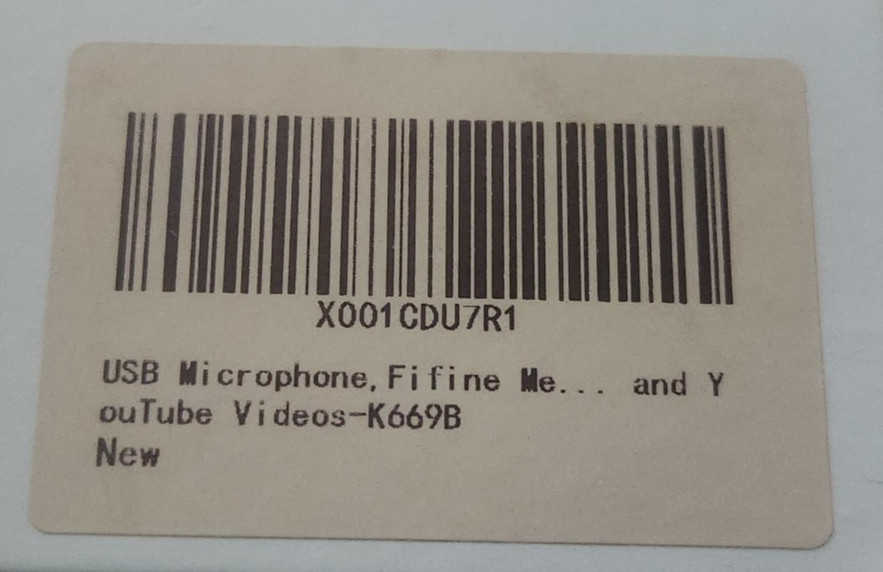 X001CDU7R1
USB Microphone,Fifine Me... and Y
ouTube Videos-K669B
New